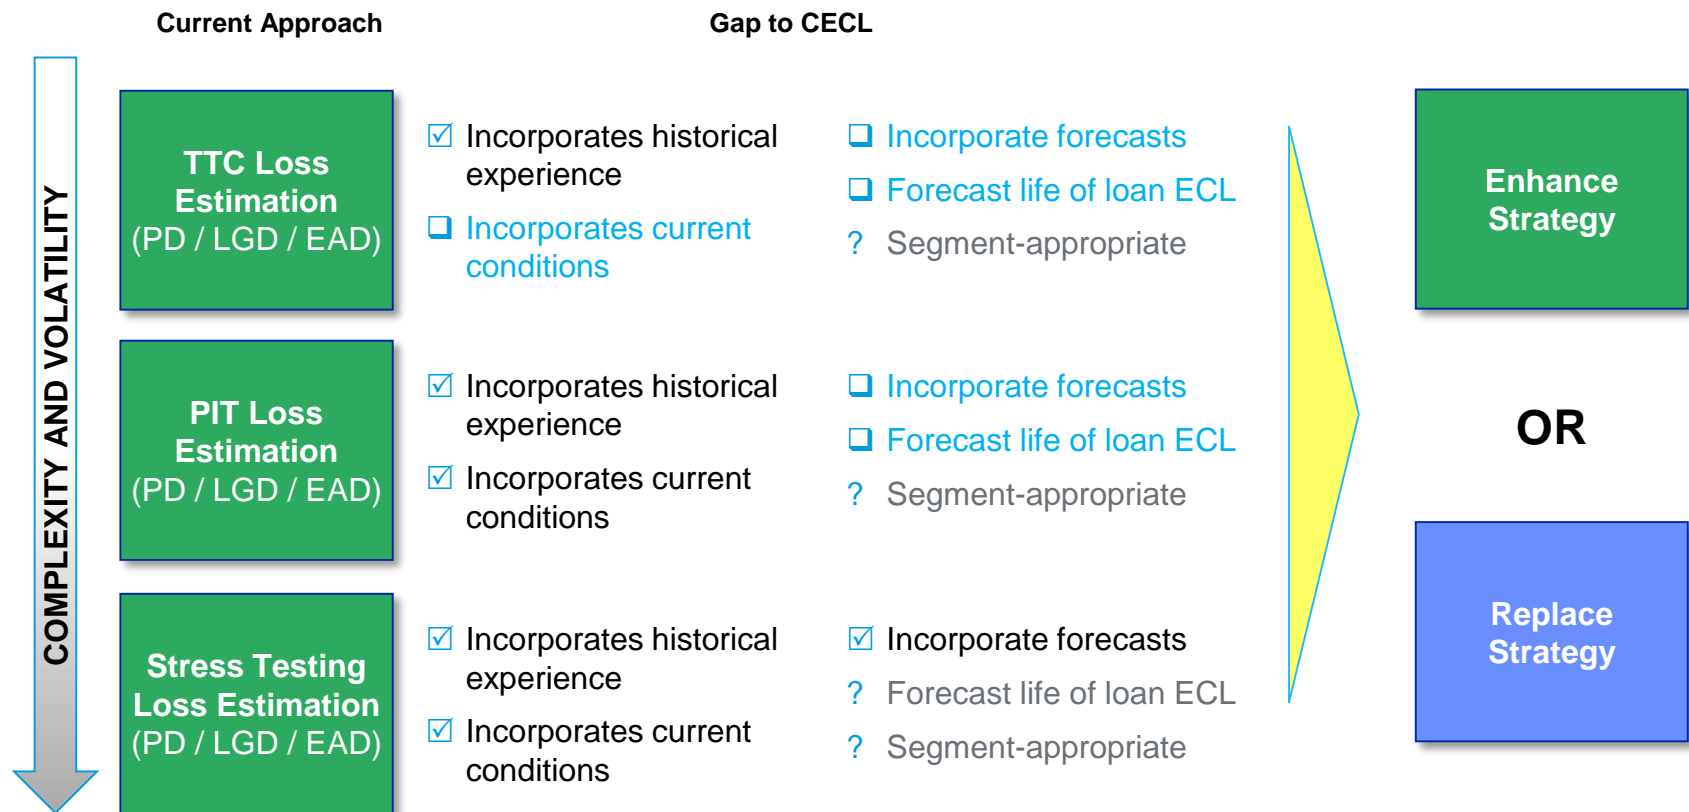 Current Approach
Gap to CECL
COMPLEXITY AND VOLATILITY
TTC Loss
Estimation
(PD / LGD / EAD)
☑ Incorporates historical
experience
❑ Incorporates current
conditions
❑ Incorporate forecasts
❑ Forecast life of loan ECL
? Segment-appropriate
PIT Loss
Estimation
(PD / LGD / EAD)
☑ Incorporates historical
experience
☑ Incorporates current
conditions
❑ Incorporate forecasts
❑ Forecast life of loan ECL
? Segment-appropriate
Stress Testing
Loss Estimation
(PD / LGD / EAD)
☑ Incorporates historical
experience
☑ Incorporates current
conditions
☑ Incorporate forecasts
? Forecast life of loan ECL
? Segment-appropriate
Enhance
Strategy
OR
Replace
Strategy